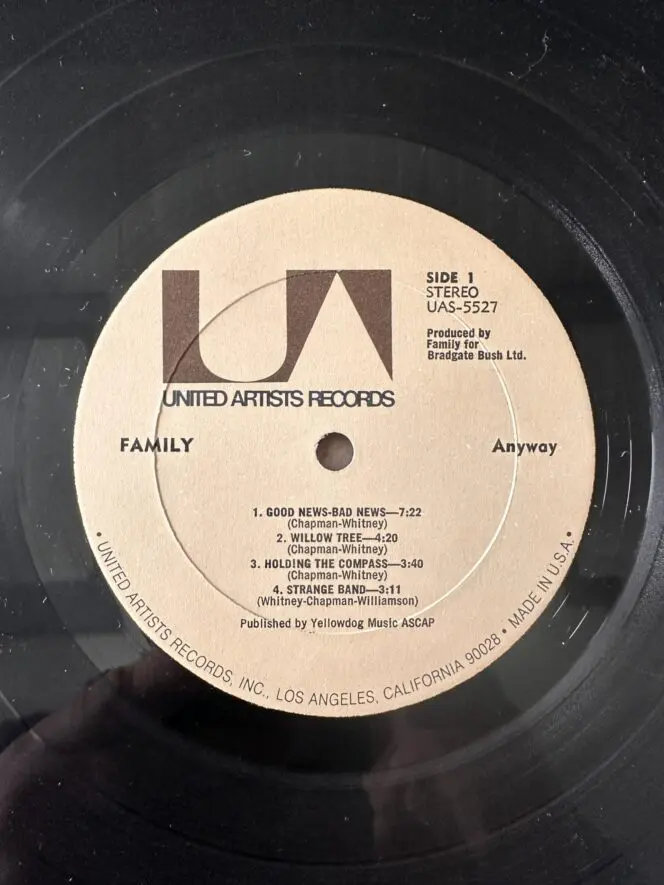 UA
UNITED ARTISTS RECORDS
SIDE 1
STEREO
UAS-5527
Produced by
Family for
Bradgate Bush Ltd.
FAMILY
Anyway
1. GOOD NEWS-BAD NEWS—7:22
(Chapman-Whitney)
2. WILLOW TREE—4:20
(Chapman-Whitney)
3. HOLDING THE COMPASS—3:40
(Chapman-Whitney)
4. STRANGE BAND—3:11
(Whitney-Chapman-Williamson)
Published by Yellowdog Music ASCAP
• UNITED ARTISTS RECORDS, INC., LOS ANGELES, CALIFORNIA 90028 • MADE IN U.S.A. •